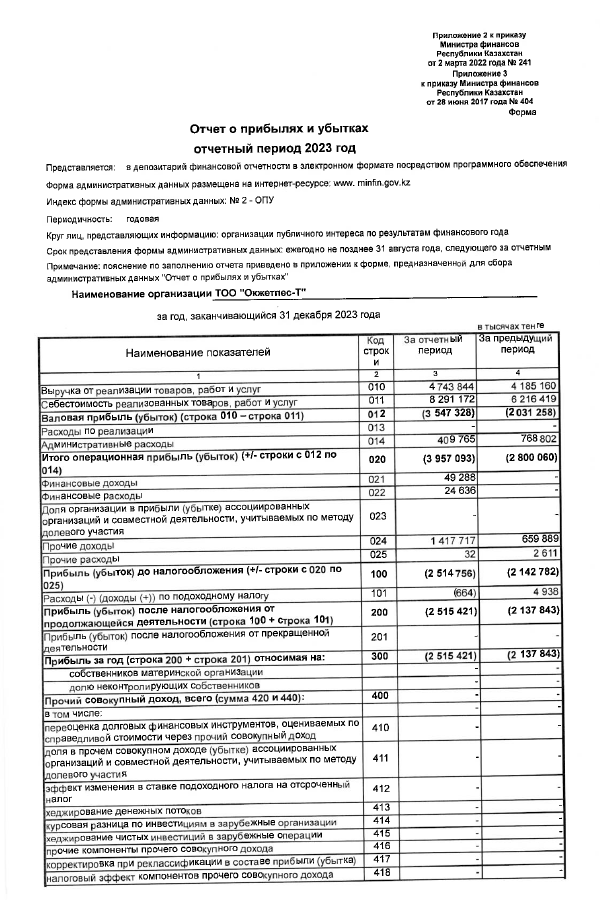 Приложение 2 к приказу
Министра финансов
Республики Казахстан
от 2 марта 2022 года № 241
Приложение 3
к приказу Министра финансов
Республики Казахстан
от 28 июня 2017 года № 404
Форма
Отчет о прибылях и убытках
отчетный период 2023 год
Представляется: в депозитарий финансовой отчетности в электронном формате посредством программного обеспечения
Форма административных данных размещена на интернет-ресурсе: www. minfin.gov.kz
Индекс формы административных данных: № 2 - ОПУ
Периодичность: годовая
Круг лиц, представляющих информацию: организации публичного интереса по результатам финансового года
Срок представления формы административных данных: ежегодно не позднее 31 августа года, следующего за отчетным
Примечание: пояснение по заполнению отчета приведено в приложении к форме, предназначенной для сбора
административных данных "Отчет о прибылях и убытках"
Наименование организации ТОО "Окжетпес-Т"
за год, заканчивающийся 31 декабря 2023 года
в тысячах тенге
Наименование показателей Код строк и За отчетный период За предыдущий период
1 2 3 4
Выручка от реализации товаров, работ и услуг 010 4 743 844 4 185 160
Себестоимость реализованных товаров, работ и услуг 011 8 291 172 6 216 419
Валовая прибыль (убыток) (строка 010 – строка 011) 012 (3 547 328) (2 031 258)
Расходы по реализации 013 - -
Административные расходы 014 409 765 768 802
Итого операционная прибыль (убыток) (+/- строки с 012 по
014) 020 (3 957 093) (2 800 060)
Финансовые доходы 021 49 288 -
Финансовые расходы 022 24 636 -
Доля организации в прибыли (убытке) ассоциированных
организаций и совместной деятельности, учитываемых по методу
долевого участия 023 - -
Прочие доходы 024 1 417 717 659 889
Прочие расходы 025 32 2 611
Прибыль (убыток) до налогообложения (+/- строки с 020 по
025) 100 (2 514 756) (2 142 782)
Расходы (-) (доходы (+)) по подоходному налогу 101 (664) 4 938
Прибыль (убыток) после налогообложения от
продолжающейся деятельности (строка 100 + строка 101) 200 (2 515 421) (2 137 843)
Прибыль (убыток) после налогообложения от прекращенной
деятельности 201 - -
Прибыль за год (строка 200 + строка 201) относимая на: 300 (2 515 421) (2 137 843)
собственников материнской организации - -
долю неконтролирующих собственников - -
Прочий совокупный доход, всего (сумма 420 и 440): 400 - -
в том числе: - -
переоценка долговых финансовых инструментов, оцениваемых по
справедливой стоимости через прочий совокупный доход 410 - -
доля в прочем совокупном доходе (убытке) ассоциированных
организаций и совместной деятельности, учитываемых по методу
долевого участия 411 - -
эффект изменения в ставке подоходного налога на отсроченный
налог 412 - -
хеджирование денежных потоков 413 - -
курсовая разница по инвестициям в зарубежные организации 414 - -
хеджирование чистых инвестиций в зарубежные операции 415 - -
прочие компоненты прочего совокупного дохода 416 - -
корректировка при реклассификации в составе прибыли (убытка) 417 - -
налоговый эффект компонентов прочего совокупного дохода 418 - -